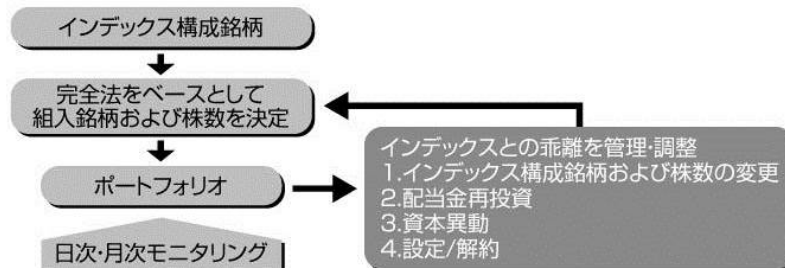 インデックス構成銘柄
完全法をベースとして
組入銘柄および株数を決定
ポートフォリオ
日次・月次モニタリング
インデックスとの乖離を管理・調整
1.インデックス構成銘柄および株数の変更
2.配当金再投資
3.資本異動
4.設定/解約